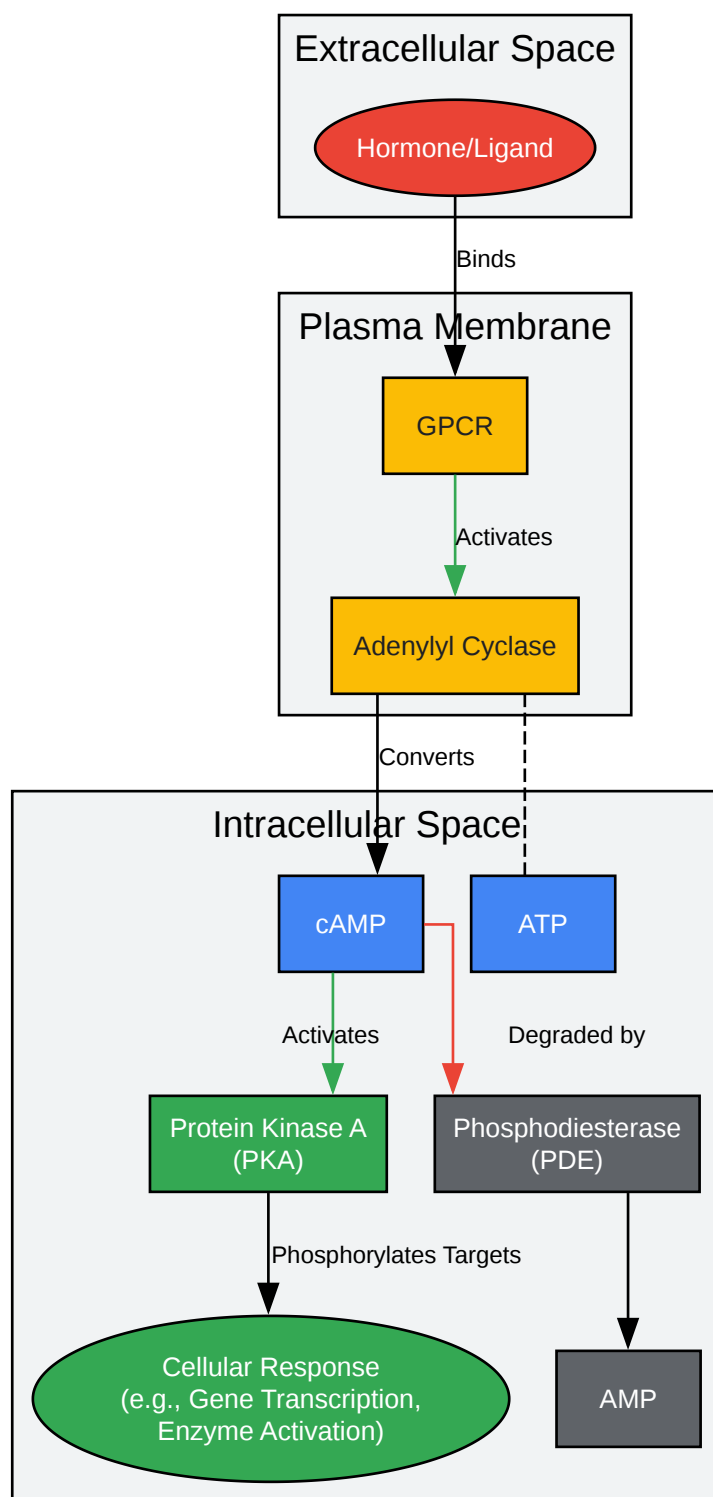 Extracellular Space
Hormone/Ligand
Binds
Plasma Membrane
GPCR
Activates
Adenylyl Cyclase
Converts
Intracellular Space
cAMP
ATP
Activates
Degraded by
Protein Kinase A
(PKA)
Phosphodiesterase
(PDE)
Phosphorylates Targets
Cellular Response
(e.g., Gene Transcription,
Enzyme Activation)
AMP